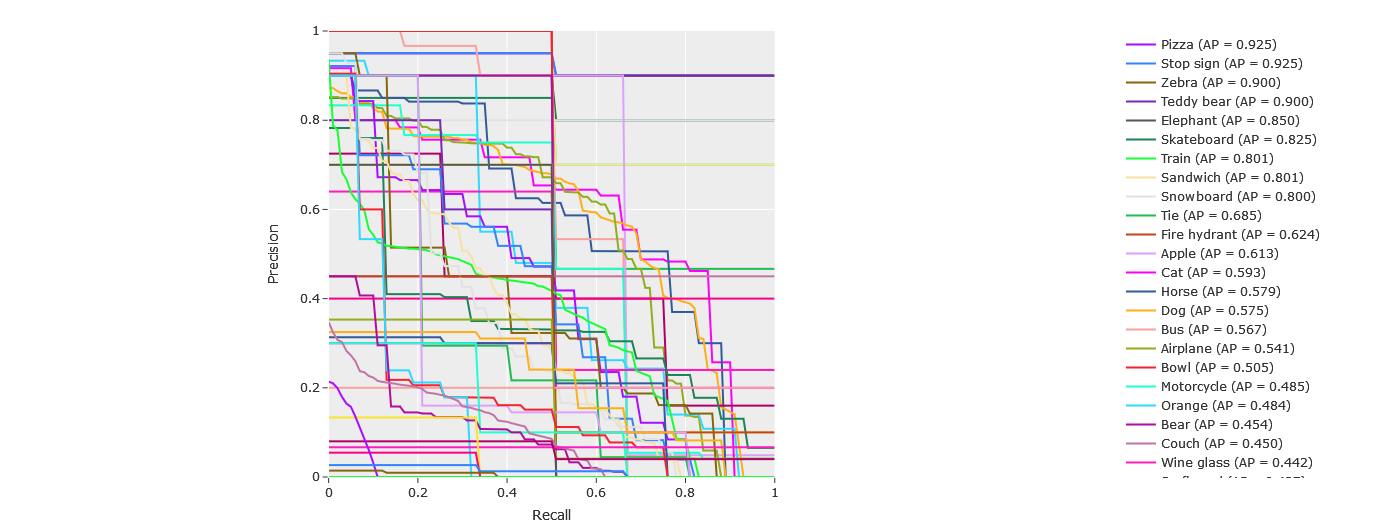 1
0.8
0.6
0.4
0.2
0
0
0.2
0.4
0.6
0.8
1
Precision
Recall
Pizza (AP = 0.925)
Stop sign (AP = 0.925)
Zebra (AP = 0.900)
Teddy bear (AP = 0.900)
Elephant (AP = 0.850)
Skateboard (AP = 0.825)
Train (AP = 0.801)
Sandwich (AP = 0.801)
Snowboard (AP = 0.800)
Tie (AP = 0.685)
Fire hydrant (AP = 0.624)
Apple (AP = 0.613)
Cat (AP = 0.593)
Horse (AP = 0.579)
Dog (AP = 0.575)
Bus (AP = 0.567)
Airplane (AP = 0.541)
Bowl (AP = 0.505)
Motorcycle (AP = 0.485)
Orange (AP = 0.484)
Bear (AP = 0.454)
Couch (AP = 0.450)
Wine glass (AP = 0.442)